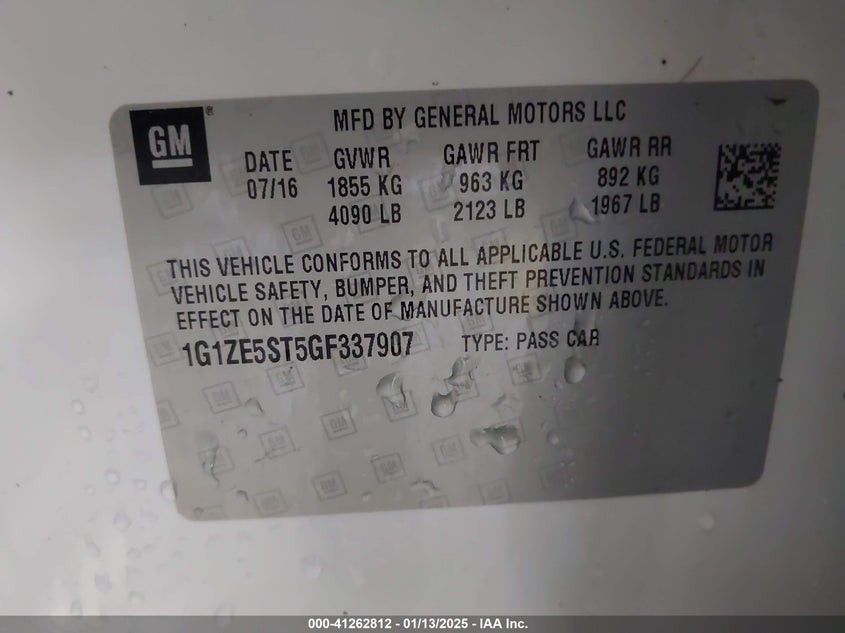 GM ®
MFD BY GENERAL MOTORS LLC
DATE GVWR GAWR FRT GAWR RR
07/16 1855 KG 963 KG 892 KG
4090 LB 2123 LB 1967 LB
THIS VEHICLE CONFORMS TO ALL APPLICABLE U.S. FEDERAL MOTOR
VEHICLE SAFETY, BUMPER, AND THEFT PREVENTION STANDARDS IN
EFFECT ON THE DATE OF MANUFACTURE SHOWN ABOVE.
1G1ZE5ST5GF337907 TYPE: PASS CAR
000-41262812 - 01/13/2025 - IAA Inc.